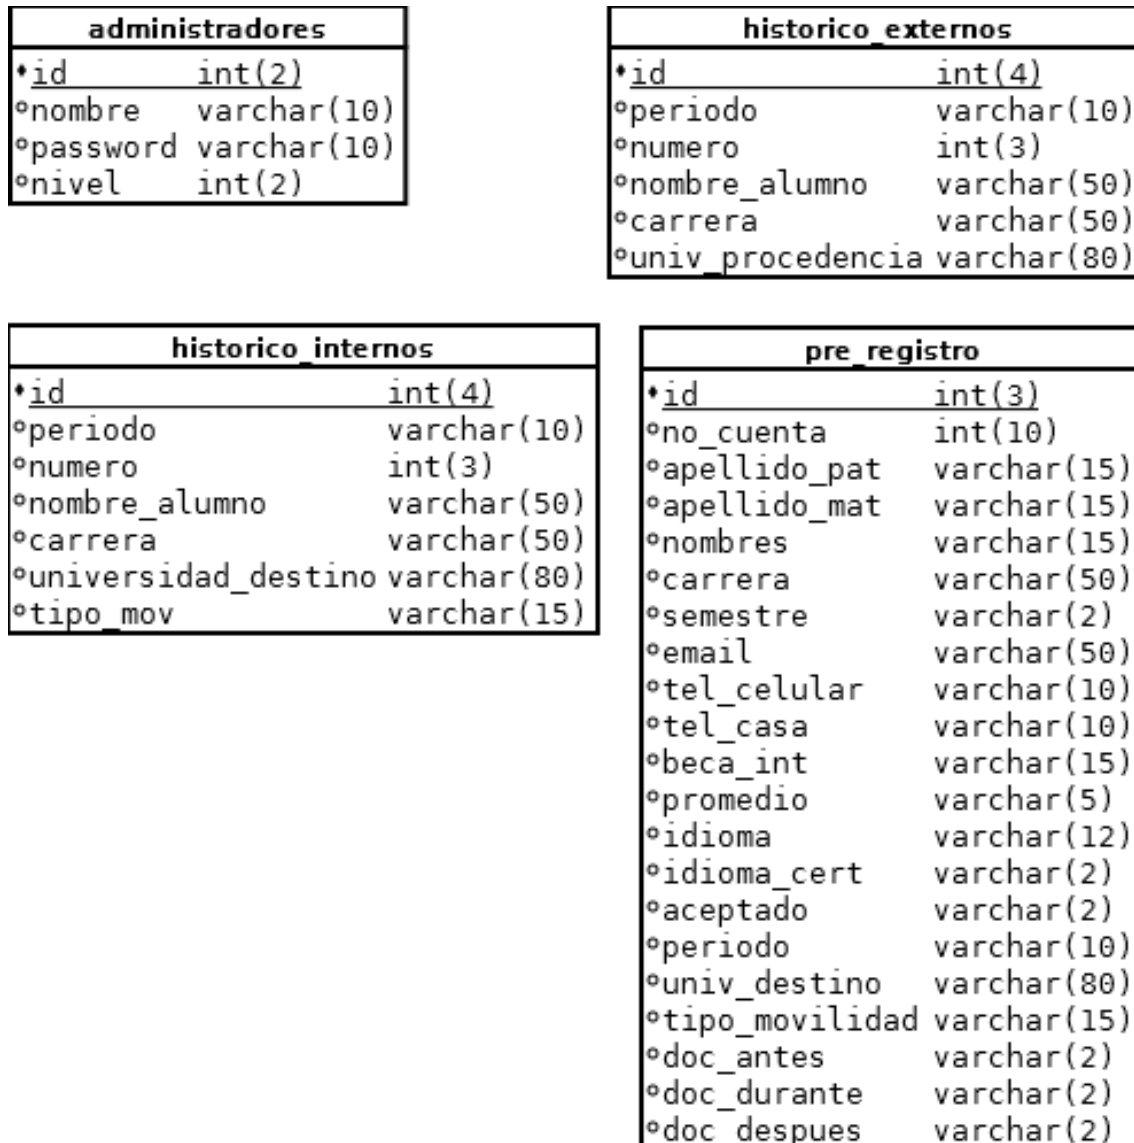 administradores
id int(2)
nombre varchar(10)
password varchar(10)
nivel int(2)
historico_externos
id int(4)
periodo varchar(10)
numero int(3)
nombre_alumno varchar(50)
carrera varchar(50)
univ_procedencia varchar(80)
historico_internos
id int(4)
periodo varchar(10)
numero int(3)
nombre_alumno varchar(50)
carrera varchar(50)
universidad_destino varchar(80)
tipo_mov varchar(15)
pre_registro
id int(3)
no_cuenta int(10)
apellido_pat varchar(15)
apellido_mat varchar(15)
nombres varchar(15)
carrera varchar(50)
semestre varchar(2)
email varchar(50)
tel_celular varchar(10)
tel_casa varchar(10)
beca_int varchar(15)
promedio varchar(5)
idioma varchar(12)
idioma_cert varchar(2)
aceptado varchar(2)
periodo varchar(10)
univ_destino varchar(80)
tipo_movilidad varchar(15)
doc_antes varchar(2)
doc_durante varchar(2)
doc_despues varchar(2)